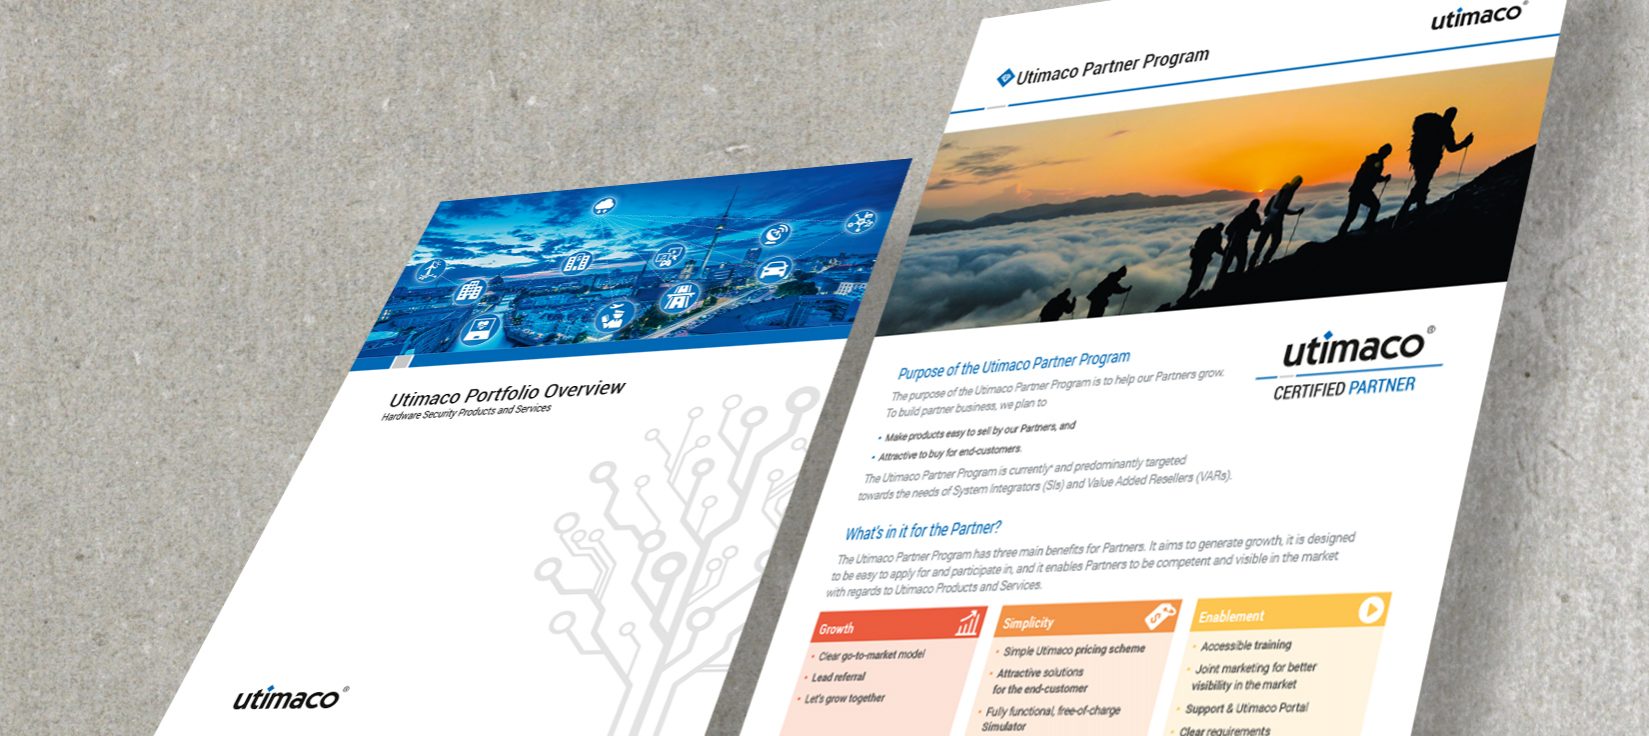 Utimaco Portfolio Overview
Hardware Security Products and Services
utimaco®
utimaco®
Utimaco Partner Program
Purpose of the Utimaco Partner Program
The purpose of the Utimaco Partner Program is to help our Partners grow.
To build partner business, we plan to
• Make products easy to sell by our Partners, and
• Attractive to buy for end-customers.
The Utimaco Partner Program is currently and predominantly targeted
towards the needs of System Integrators (SIs) and Value Added Resellers (VARs).
utimaco®
CERTIFIED PARTNER
What's in it for the Partner?
The Utimaco Partner Program has three main benefits for Partners. It aims to generate growth, it is designed
to be easy to apply for and participate in, and it enables Partners to be competent and visible in the market
with regards to Utimaco Products and Services.
Growth
• Clear go-to-market model
• Lead referral
• Let's grow together
Simplicity
• Simple Utimaco pricing scheme
• Attractive solutions
for the end-customer
• Fully functional, free-of-charge
Simulator
Enablement
• Accessible training
• Joint marketing for better
visibility in the market
• Support & Utimaco Portal
• Clear requirements